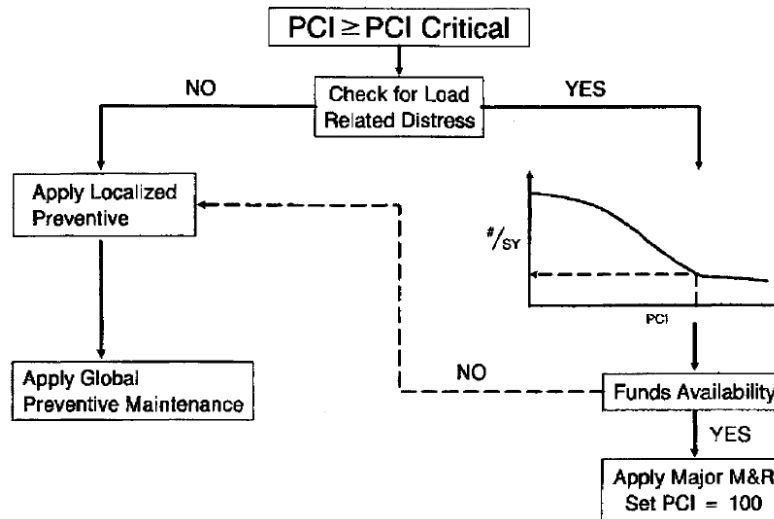 PCI ≥ PCI Critical
NO
Check for Load
Related Distress
YES
Apply Localized
Preventive
#/SY
PCI
Apply Global
Preventive Maintenance
NO
Funds Availability
YES
Apply Major M&R
Set PCI = 100